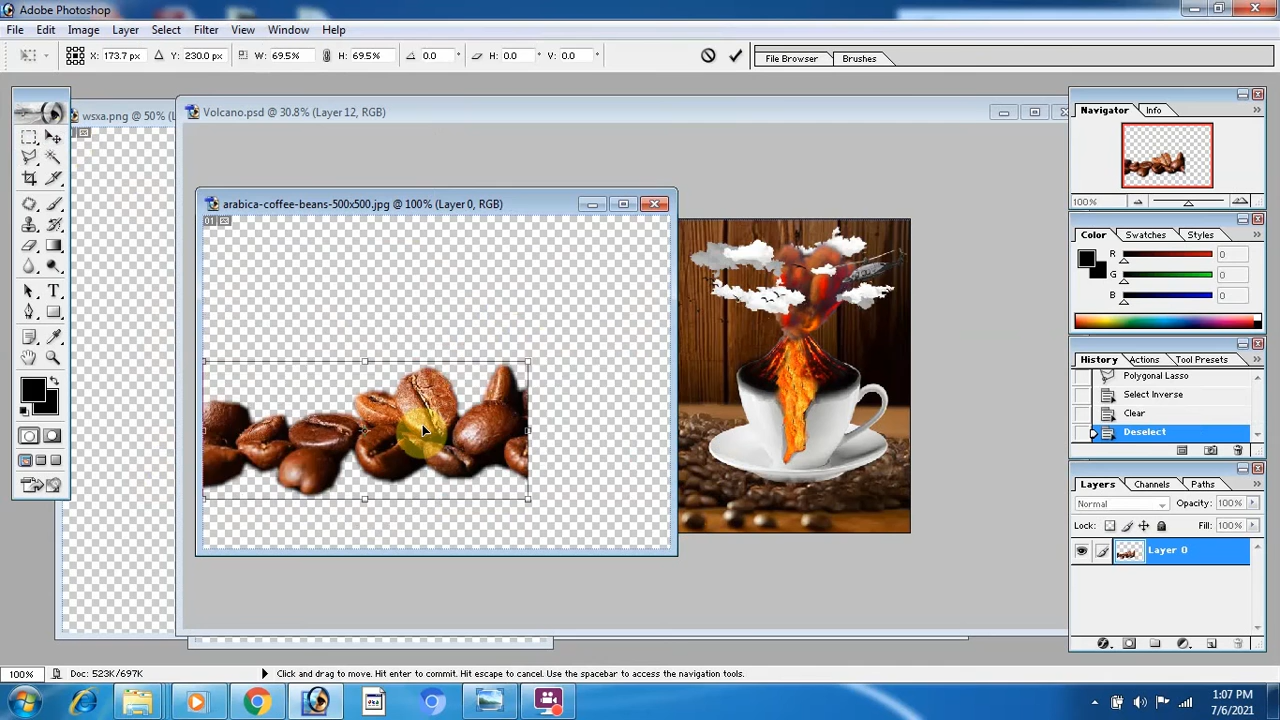 Adobe Photoshop
File Edit Image Layer Select Filter View Window Help
X: 173.7 px Y: 230.0 px W: 69.5% H: 69.5% 0.0 ° H: 0.0 ° V: 0.0 °
File Browser Brushes
wsxa.png @ 50% (L
Volcano.psd @ 30.8% (Layer 12, RGB)
arabica-coffee-beans-500x500.jpg @ 100% (Layer 0, RGB)
01
Navigator Info
100%
Color Swatches Styles
R 0
G 0
B 0
History Actions Tool Presets
Polygonal Lasso
Select Inverse
Clear
Deselect
Layers Channels Paths
Normal Opacity: 100%
Lock: Fill: 100%
Layer 0
100% Doc: 523K/697K Click and drag to move. Hit enter to commit. Hit escape to cancel. Use the spacebar to access the navigation tools.
1:07 PM
7/6/2021